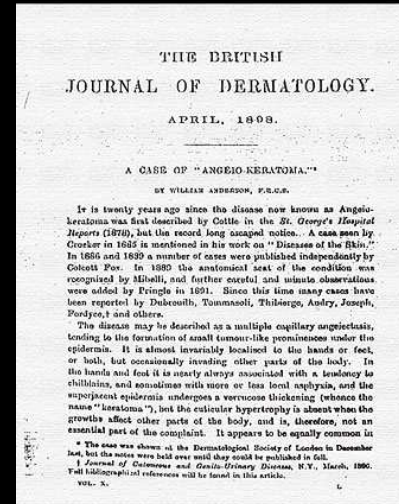 THE BRITISH
JOURNAL OF DERMATOLOGY.
APRIL, 1898.
A CASE OF "ANGEIO-KERATOMA."*
BY WILLIAM ANDERSON, F.R.C.S.
IT is twenty years ago since the disease now known as Angeio-
keratoma was first described by Cottle in the St. George's Hospital
Reports (1878), but the record long escaped notice. A case seen by
Crocker in 1885 is mentioned in his work on "Diseases of the Skin."
In 1886 and 1889 a number of cases were published independently by
Colcott Fox. In 1889 the anatomical seat of the condition was
recognized by Mibelli, and further careful and minute observations
were added by Pringle in 1891. Since this time many cases have
been reported by Dubreuilh, Tommasoli, Thibierge, Audry, Joseph,
Fordyce,† and others.
The disease may be described as a multiple capillary angeiectasis,
tending to the formation of small tumour-like prominences under the
epidermis. It is almost invariably localised to the hands or feet,
or both, but occasionally invading other parts of the body. In
the hands and feet it is nearly always associated with a tendency to
chilblains, and sometimes with more or less local asphyxia, and the
superjacent epidermis undergoes a verrucose thickening (whence the
name "keratoma"), but the cuticular hypertrophy is absent when the
growths affect other parts of the body, and is, therefore, not an
essential part of the complaint. It appears to be equally common in
* The case was shown at the Dermatological Society of London in December
last, but the notes were held over until they could be published in full.
† Journal of Cutaneous and Genito-Urinary Diseases, N.Y., March, 1896.
Full bibliographical references will be found in this article.
VOL. X. L